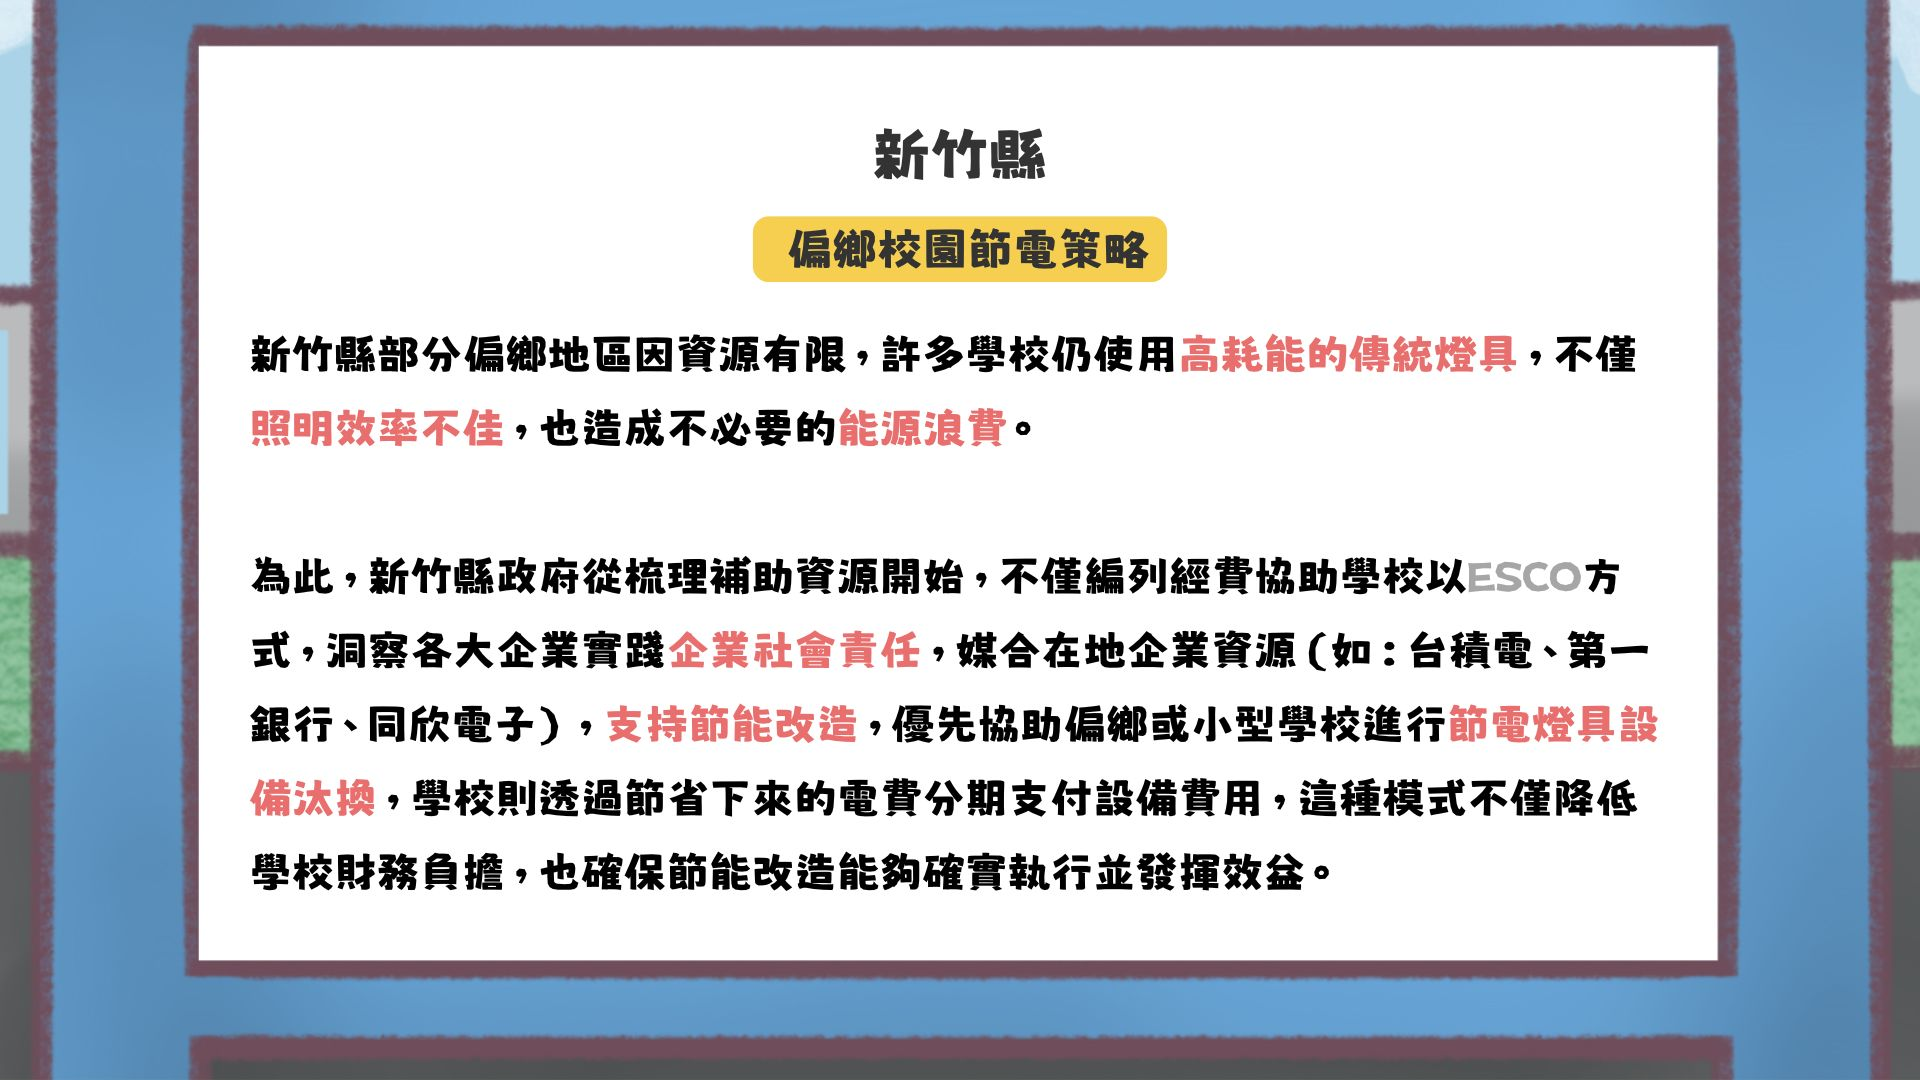 新竹縣
偏鄉校園節電策略
新竹縣部分偏鄉地區因資源有限，許多學校仍使用高耗能的傳統燈具，不僅
照明效率不佳，也造成不必要的能源浪費。
為此，新竹縣政府從梳理補助資源開始，不僅編列經費協助學校以ESCO方
式，洞察各大企業實踐企業社會責任，媒合在地企業資源（如：台積電、第一
銀行、同欣電子），支持節能改造，優先協助偏鄉或小型學校進行節電燈具設
備汰換，學校則透過節省下來的電費分期支付設備費用，這種模式不僅降低
學校財務負擔，也確保節能改造能夠確實執行並發揮效益。